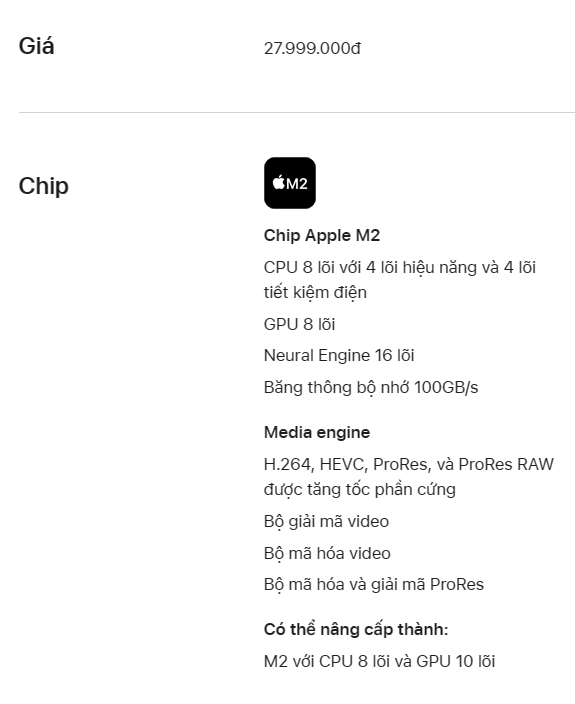 Giá
27.999.000đ
Chip
M2
Chip Apple M2
CPU 8 lõi với 4 lõi hiệu năng và 4 lõi
tiết kiệm điện
GPU 8 lõi
Neural Engine 16 lõi
Băng thông bộ nhớ 100GB/s
Media engine
H.264, HEVC, ProRes, và ProRes RAW
được tăng tốc phần cứng
Bộ giải mã video
Bộ mã hóa video
Bộ mã hóa và giải mã ProRes
Có thể nâng cấp thành:
M2 với CPU 8 lõi và GPU 10 lõi